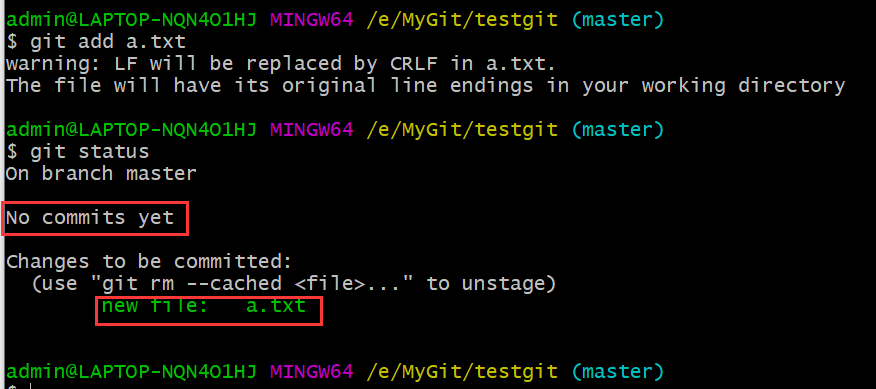 admin@LAPTOP-NQN4O1HJ MINGW64 /e/MyGit/testgit (master)
$ git add a.txt
warning: LF will be replaced by CRLF in a.txt.
The file will have its original line endings in your working directory
admin@LAPTOP-NQN4O1HJ MINGW64 /e/MyGit/testgit (master)
$ git status
On branch master
No commits yet
Changes to be committed:
(use "git rm --cached <file>..." to unstage)
new file: a.txt
admin@LAPTOP-NQN4O1HJ MINGW64 /e/MyGit/testgit (master)
$